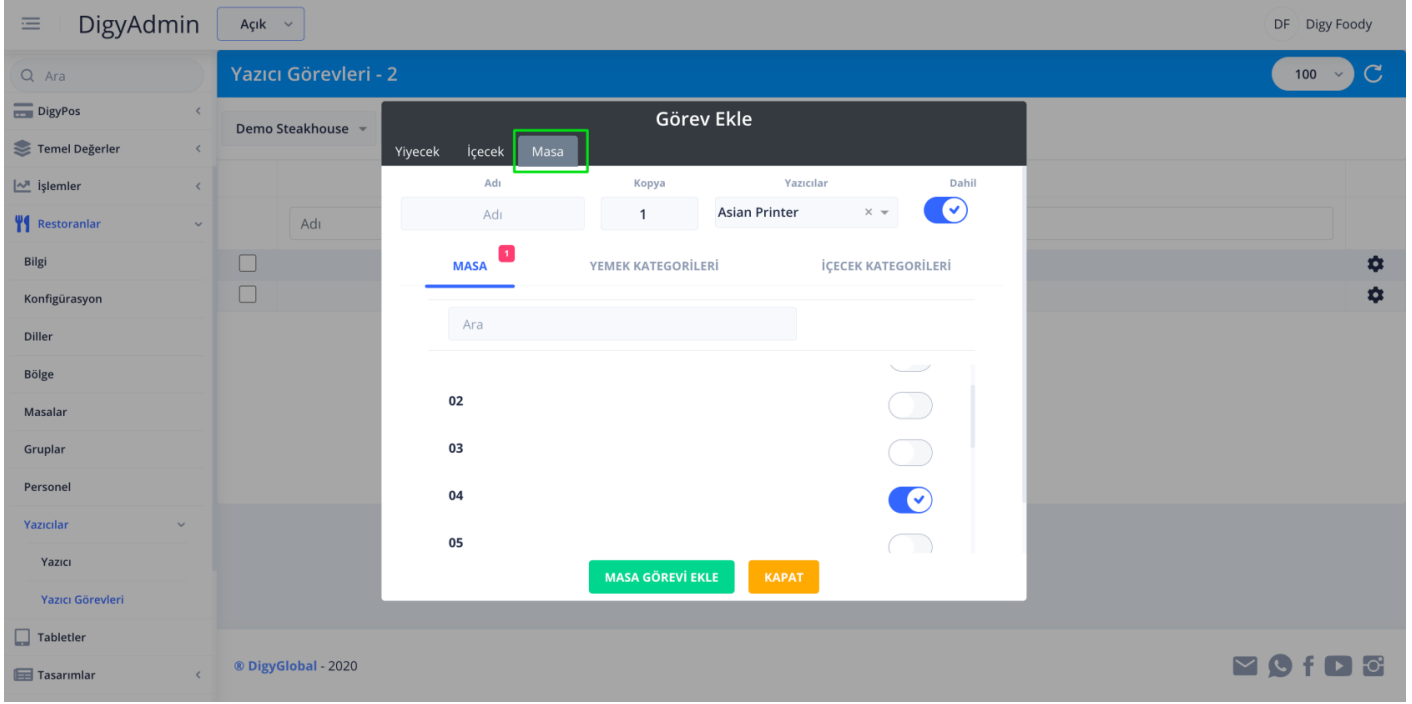 DigyAdmin
Açık
DF Digy Foody
Ara
Yazıcı Görevleri - 2
100
DigyPos
Temel Değerler
İşlemler
Restoranlar
Bilgi
Konfigürasyon
Diller
Bölge
Masalar
Gruplar
Personel
Yazıcılar
Yazıcı
Yazıcı Görevleri
Tabletler
Tasarımlar
Demo Steakhouse
Adı
Görev Ekle
Yiyecek İçecek Masa
Adı Kopya Yazıcılar Dahil
Adı 1 Asian Printer ×
MASA 1 YEMEK KATEGORİLERİ İÇECEK KATEGORİLERİ
Ara
02
03
04
05
MASA GÖREVİ EKLE KAPAT
® DigyGlobal - 2020